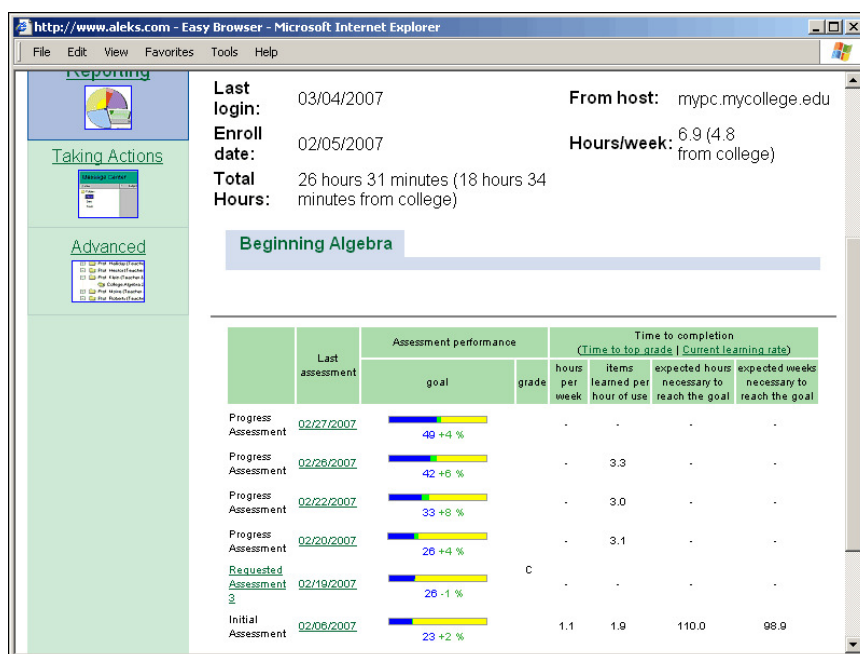 http://www.aleks.com - Easy Browser - Microsoft Internet Explorer
File Edit View Favorites Tools Help
Reporting
Last login: 03/04/2007 From host: mypc.mycollege.edu
Enroll date: 02/05/2007 Hours/week: 6.9 (4.8 from college)
Total Hours: 26 hours 31 minutes (18 hours 34 minutes from college)
Taking Actions
Message Center
Advanced
Beginning Algebra
Last assessment
Assessment performance
goal
grade
Time to completion
(Time to top grade | Current learning rate)
hours per week
items learned per hour of use
expected hours necessary to reach the goal
expected weeks necessary to reach the goal
Progress Assessment 02/27/2007 49 +4 % - - - -
Progress Assessment 02/26/2007 42 +6 % - 3.3 - -
Progress Assessment 02/22/2007 33 +8 % - 3.0 - -
Progress Assessment 02/20/2007 26 +4 % - 3.1 - -
Requested Assessment 3 02/19/2007 26 -1 % C - - - -
Initial Assessment 02/06/2007 23 +2 % 1.1 1.9 110.0 98.9